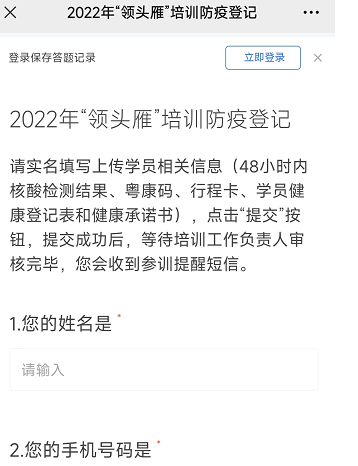 2022年“领头雁”培训防疫登记
登录保存答题记录
立即登录
2022年“领头雁”培训防疫登记
请实名填写上传学员相关信息（48小时内
核酸检测结果、粤康码、行程卡、学员健
康登记表和健康承诺书），点击“提交”按
钮，提交成功后，等待培训工作负责人审
核完毕，您会收到参训提醒短信。
1.您的姓名是 *
请输入
2.您的手机号码是 *